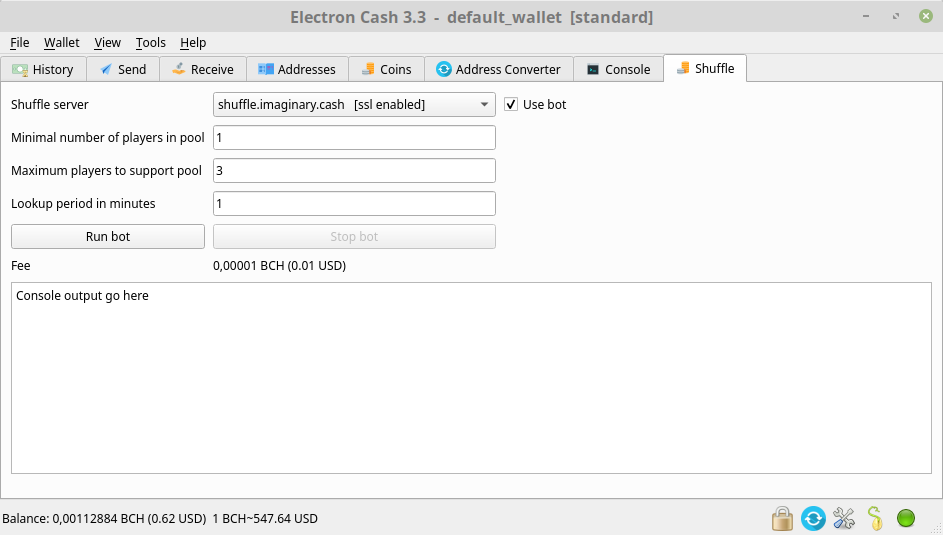 Electron Cash 3.3 - default_wallet [standard]
File Wallet View Tools Help
History Send Receive Addresses Coins Address Converter Console Shuffle
Shuffle server shuffle.imaginary.cash [ssl enabled] Use bot
Minimal number of players in pool 1
Maximum players to support pool 3
Lookup period in minutes 1
Run bot Stop bot
Fee 0,00001 BCH (0.01 USD)
Console output go here
Balance: 0,00112884 BCH (0.62 USD) 1 BCH~547.64 USD